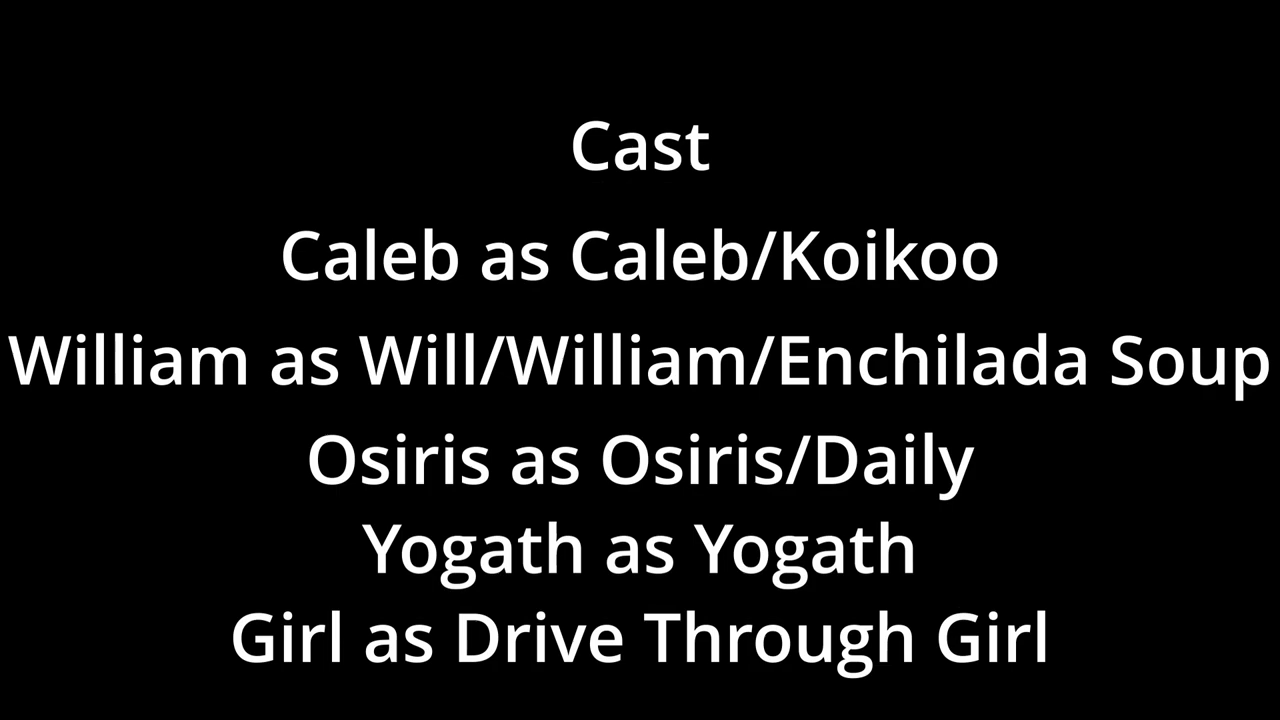 Cast
Caleb as Caleb/Koikoo
William as Will/William/Enchilada Soup
Osiris as Osiris/Daily
Yogath as Yogath
Girl as Drive Through Girl